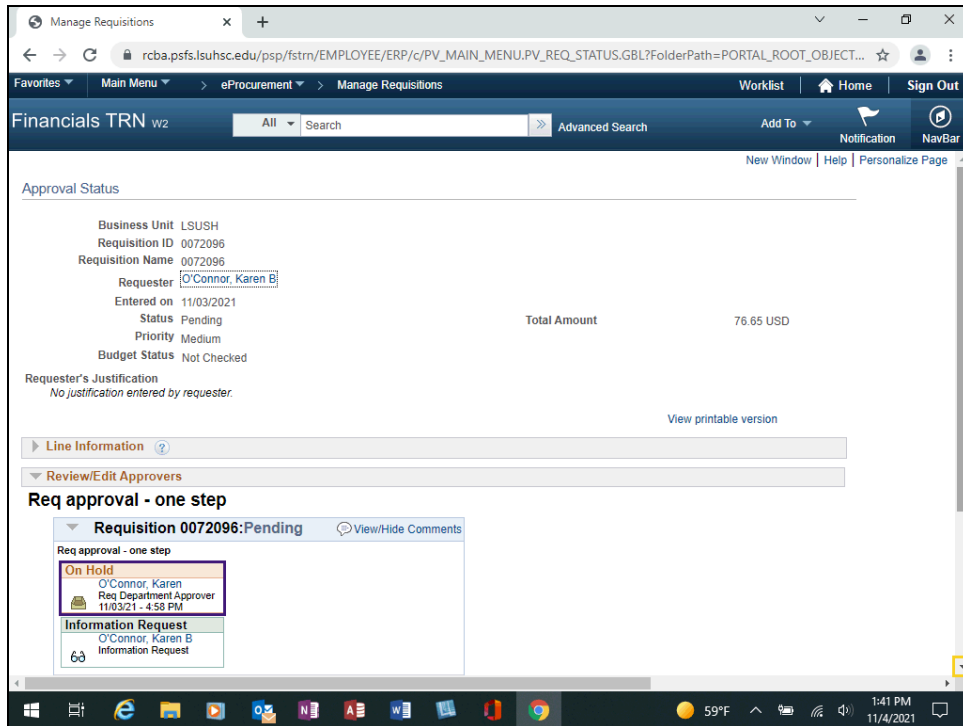 Manage Requisitions
rcba.psfs.lsuhsc.edu/psp/fstrn/EMPLOYEE/ERP/c/PV_MAIN_MENU.PV_REQ_STATUS.GBL?FolderPath=PORTAL_ROOT_OBJECT...
Favorites Main Menu > eProcurement > Manage Requisitions Worklist Home Sign Out
Financials TRN W2 All Search » Advanced Search Add To Notification NavBar
New Window | Help | Personalize Page
Approval Status
Business Unit LSUSH
Requisition ID 0072096
Requisition Name 0072096
Requester O'Connor, Karen B
Entered on 11/03/2021
Status Pending Total Amount 76.65 USD
Priority Medium
Budget Status Not Checked
Requester's Justification
No justification entered by requester.
View printable version
Line Information ?
Review/Edit Approvers
Req approval - one step
Requisition 0072096:Pending View/Hide Comments
Req approval - one step
On Hold
O'Connor, Karen
Req Department Approver
11/03/21 - 4:58 PM
Information Request
O'Connor, Karen B
Information Request
59°F 1:41 PM
11/4/2021